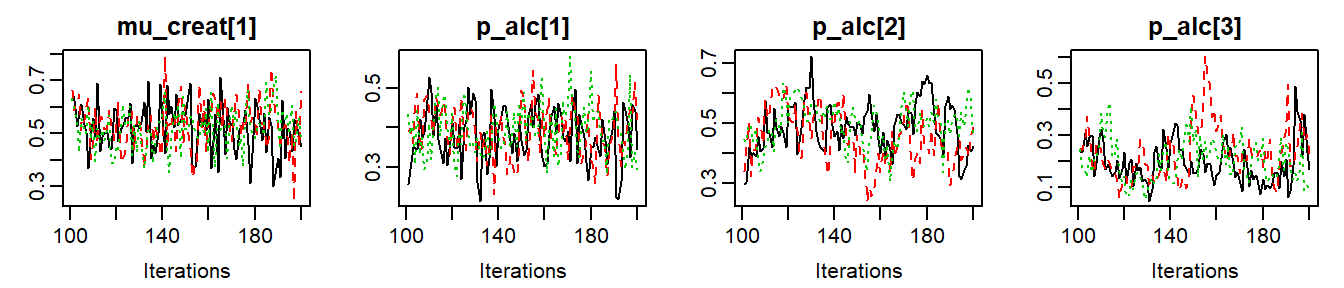 mu_creat[1] p_alc[1] p_alc[2] p_alc[3]
0.3 0.5 0.7 0.3 0.5 0.3 0.5 0.7 0.1 0.3 0.5
100 140 180 100 140 180 100 140 180 100 140 180
Iterations Iterations Iterations Iterations